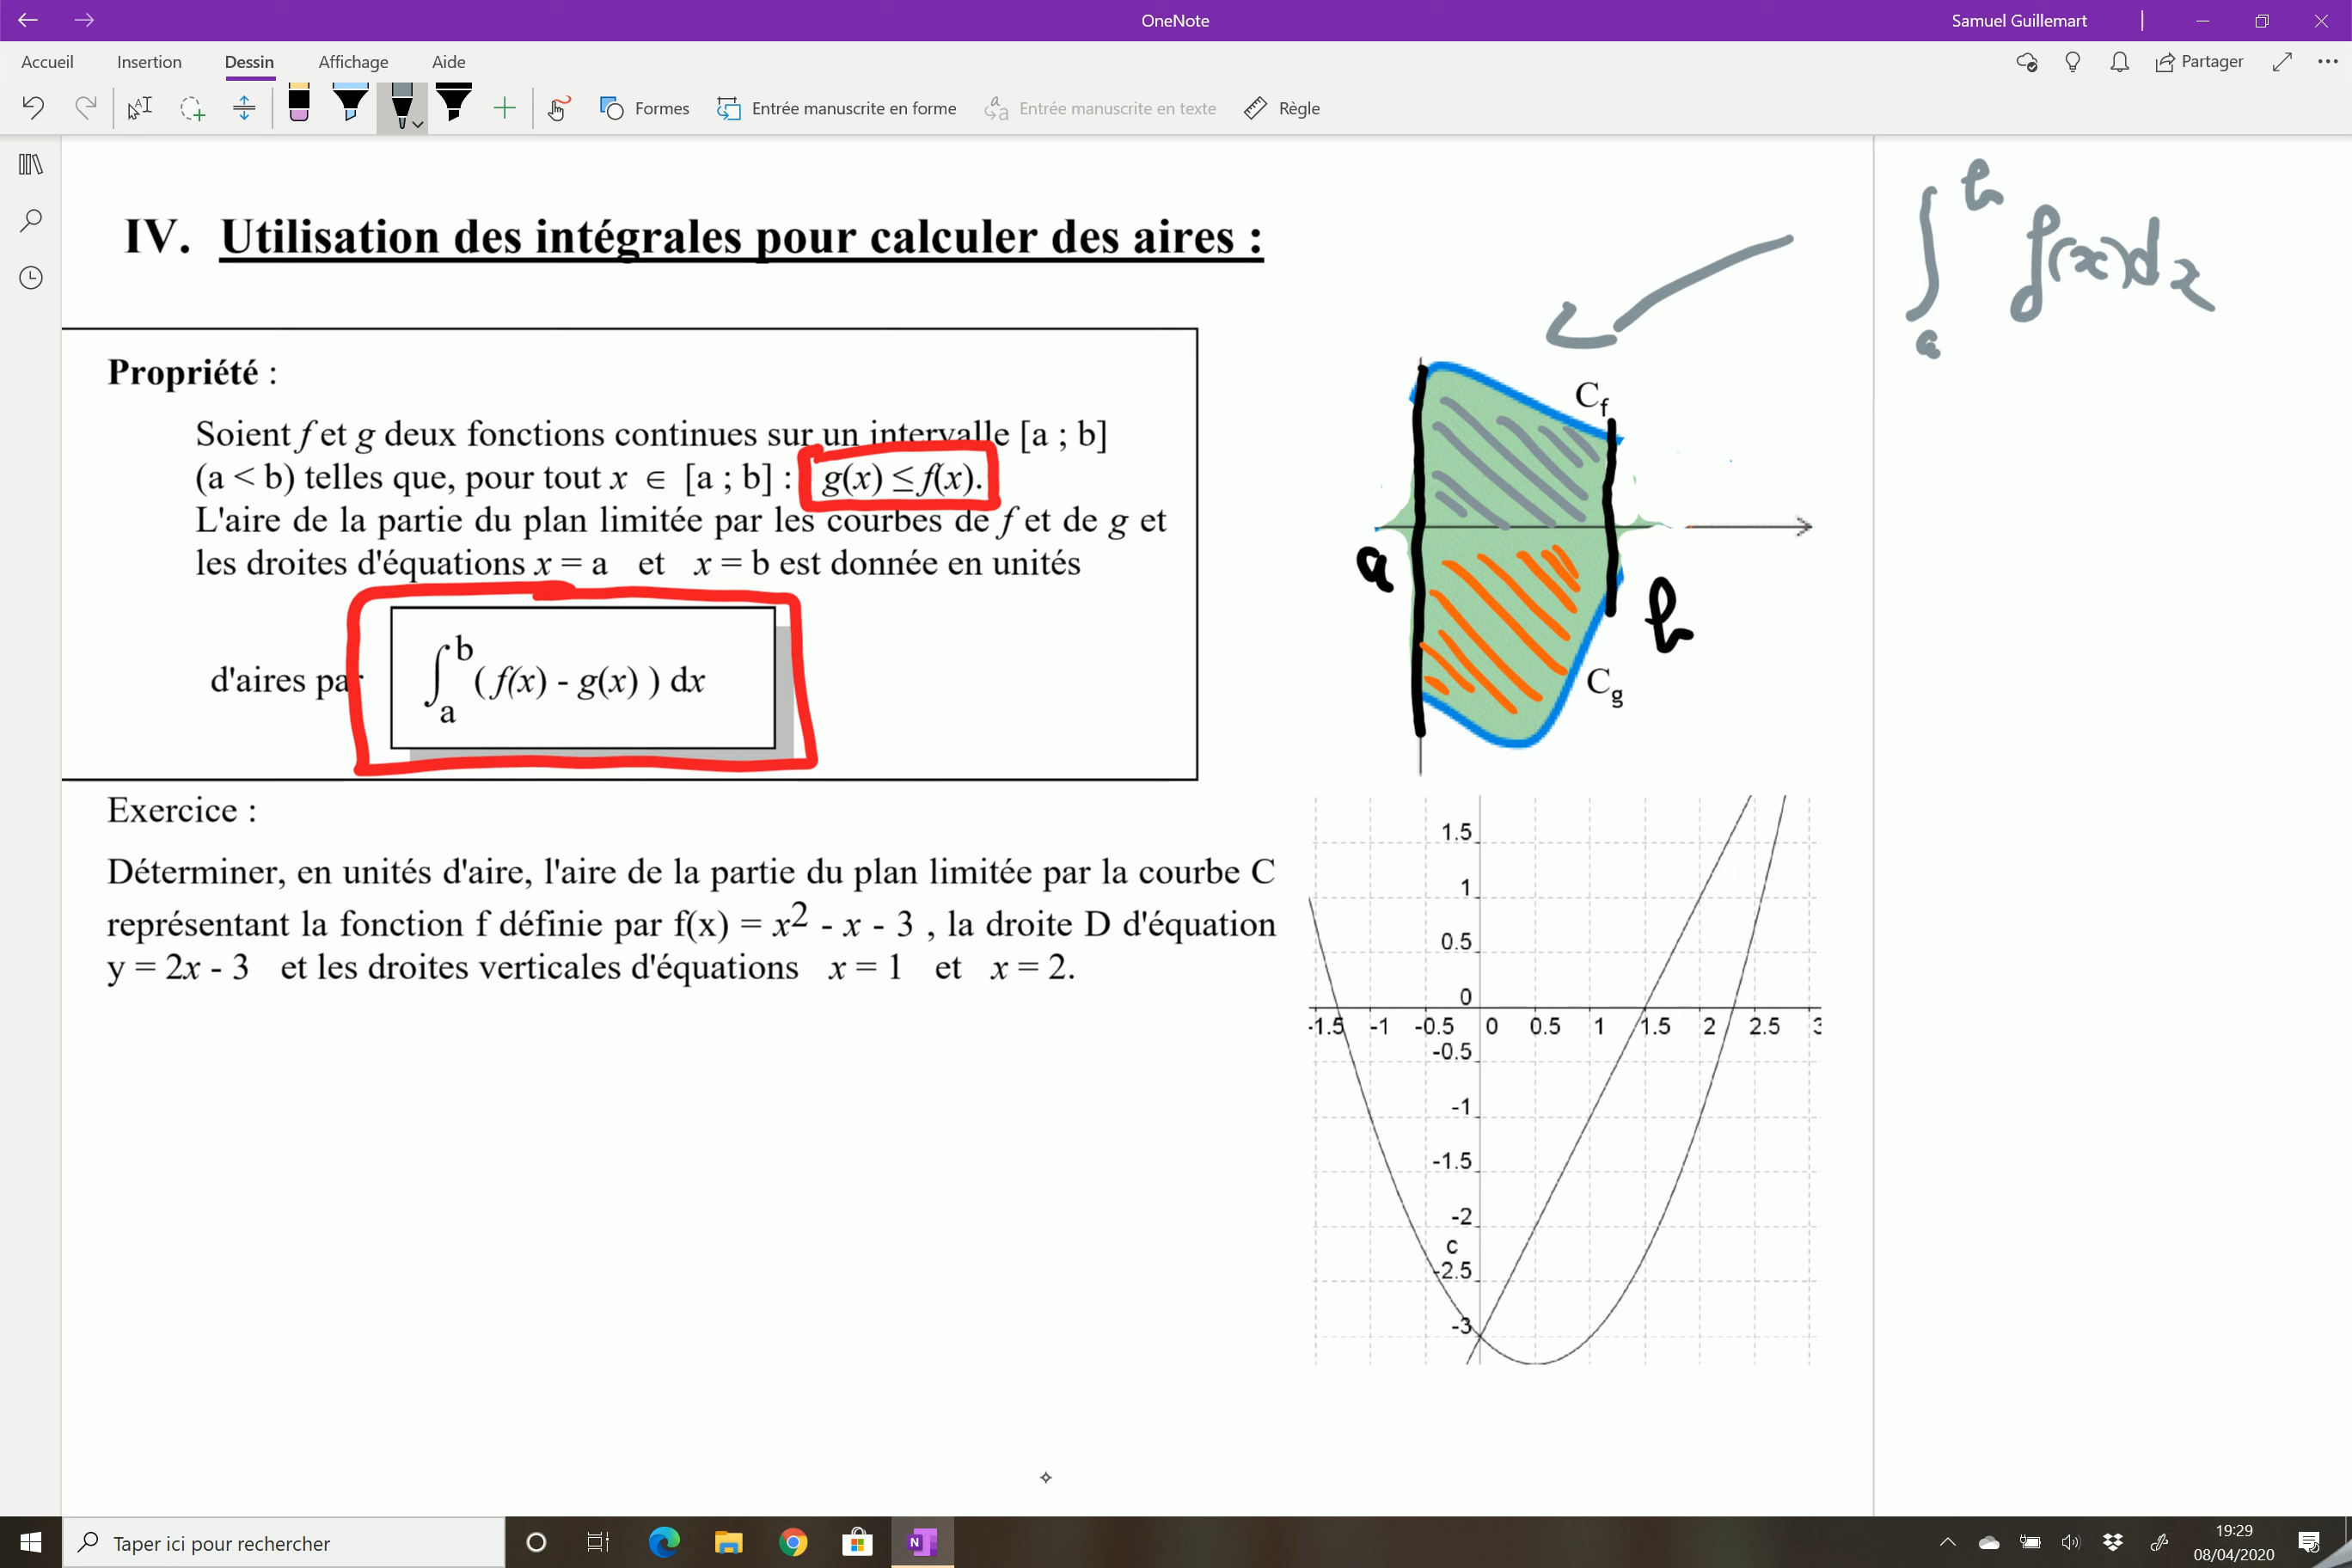 OneNote
Samuel Guillemart
Accueil Insertion Dessin Affichage Aide
Partager
Formes Entrée manuscrite en forme Entrée manuscrite en texte Règle
IV. Utilisation des intégrales pour calculer des aires :
∫ₐᵇ f(x)dx
Propriété :
Soient f et g deux fonctions continues sur un intervalle [a ; b]
(a < b) telles que, pour tout x ∈ [a ; b] : g(x) ≤ f(x).
L'aire de la partie du plan limitée par les courbes de f et de g et
les droites d'équations x = a et x = b est donnée en unités
d'aires par
∫ₐᵇ ( f(x) - g(x) ) dx
C_f
a
b
C_g
Exercice :
Déterminer, en unités d'aire, l'aire de la partie du plan limitée par la courbe C
représentant la fonction f définie par f(x) = x² - x - 3 , la droite D d'équation
y = 2x - 3 et les droites verticales d'équations x = 1 et x = 2.
1.5
1
0.5
0
-1.5 -1 -0.5 0 0.5 1 1.5 2 2.5 3
-0.5
-1
-1.5
-2
c
-2.5
-3
Taper ici pour rechercher
19:29
08/04/2020